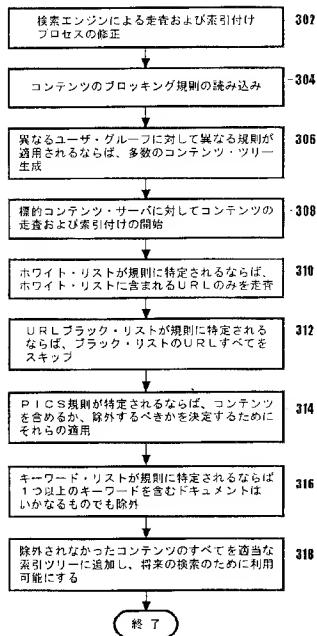 検索エンジンによる走査および索引付け
プロセスの修正
302
コンテンツのブロッキング規則の読み込み
304
異なるユーザ・グループに対して異なる規則が
適用されるならば、多数のコンテンツ・ツリー
生成
306
標的コンテンツ・サーバに対してコンテンツの
走査および索引付けの開始
308
ホワイト・リストが規則に特定されるならば、
ホワイト・リストに含まれるURLのみを走査
310
URLブラック・リストが規則に特定される
ならば、ブラック・リストのURLすべてを
スキップ
312
PICS規則が特定されるならば、コンテンツ
を含めるか、除外するべきかを決定するために
それらの適用
314
キーワード・リストが規則に特定されるならば
1つ以上のキーワードを含むドキュメントは
いかなるものでも除外
316
除外されなかったコンテンツのすべてを適当な
索引ツリーに追加し、将来の検索のために利用
可能にする
318
終了